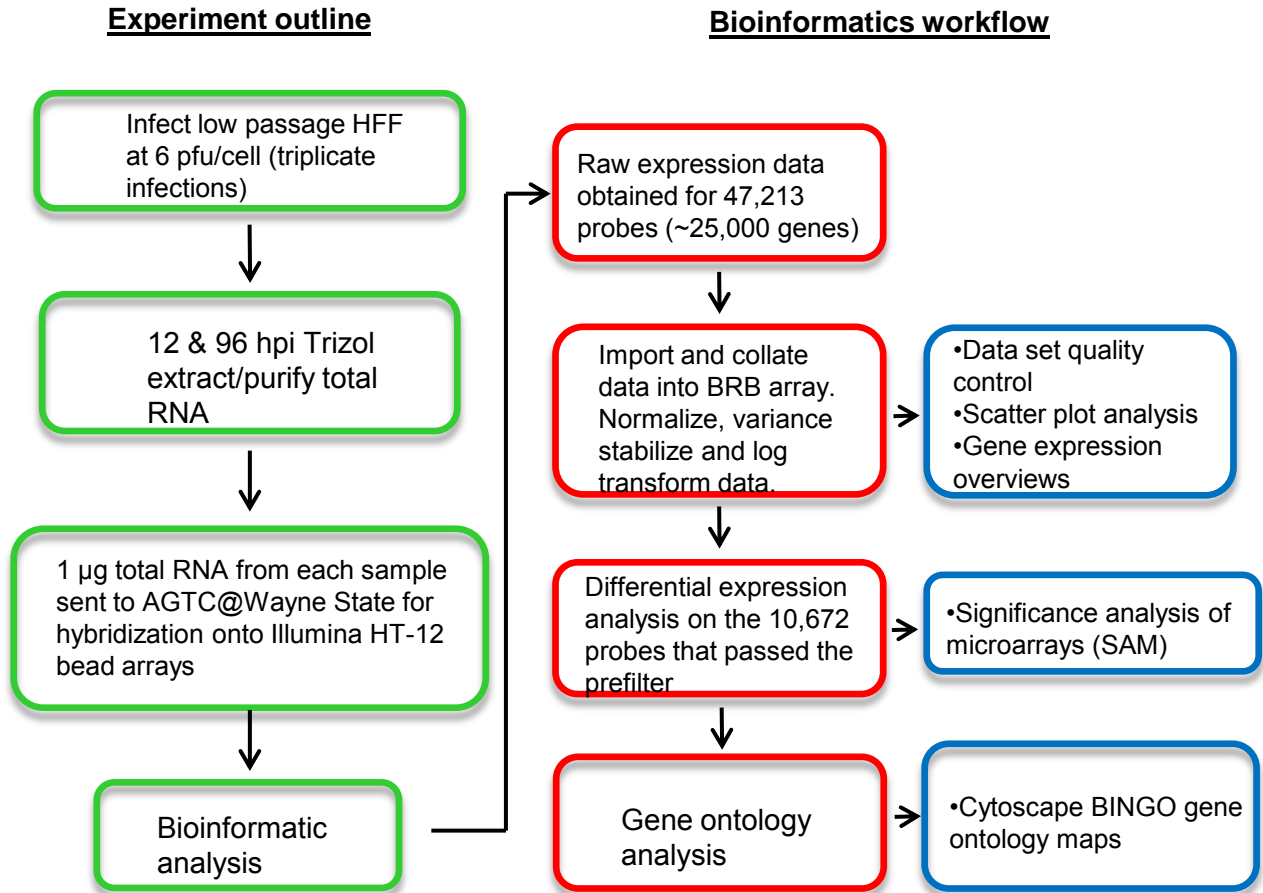 Experiment outline
Infect low passage HFF
at 6 pfu/cell (triplicate
infections)
12 & 96 hpi Trizol
extract/purify total
RNA
1 µg total RNA from each sample
sent to AGTC@Wayne State for
hybridization onto Illumina HT-12
bead arrays
Bioinformatic
analysis
Bioinformatics workflow
Raw expression data
obtained for 47,213
probes (~25,000 genes)
Import and collate
data into BRB array.
Normalize, variance
stabilize and log
transform data.
•Data set quality
control
•Scatter plot analysis
•Gene expression
overviews
Differential expression
analysis on the 10,672
probes that passed the
prefilter
•Significance analysis of
microarrays (SAM)
Gene ontology
analysis
•Cytoscape BINGO gene
ontology maps